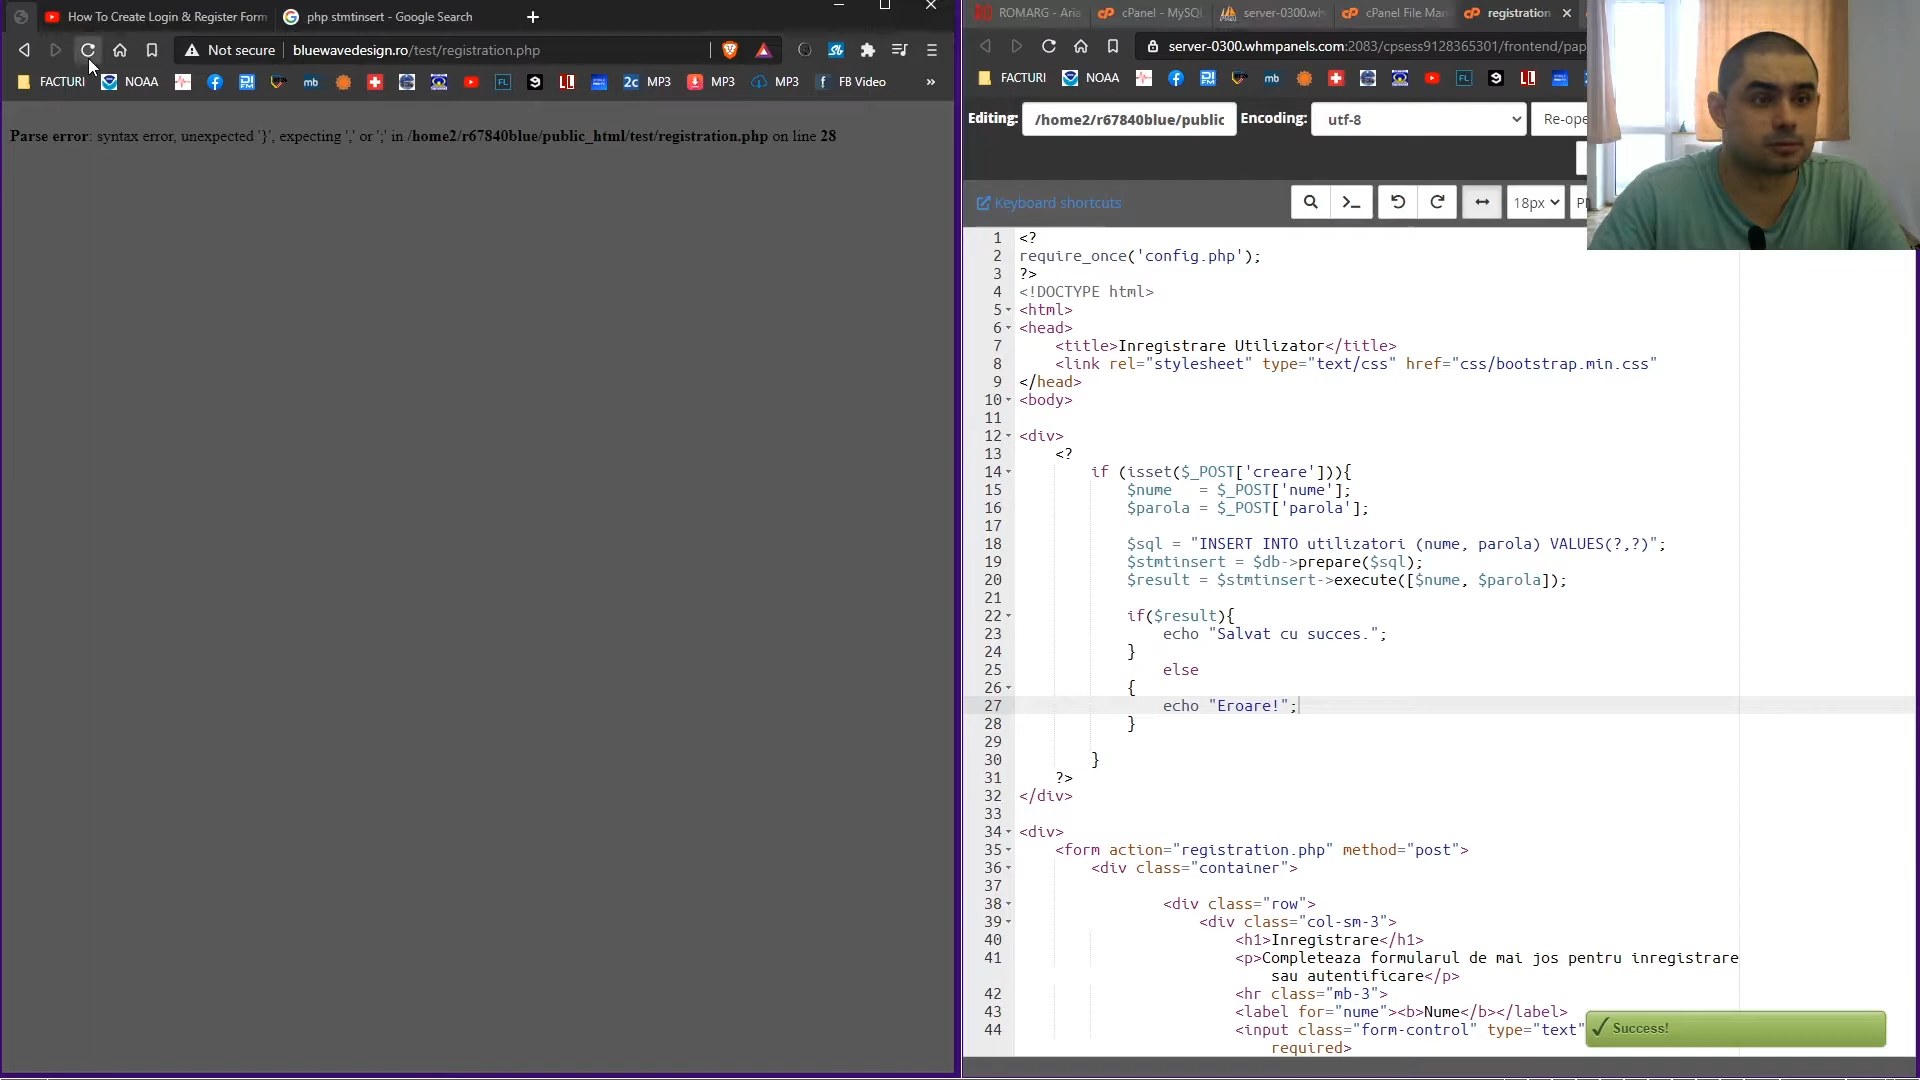 How To Create Login & Register Form
php stmtinsert - Google Search
Not secure
bluewavedesign.ro/test/registration.php
FACTURI
NOAA
mb
2c MP3
MP3
MP3
f FB Video
»
Parse error: syntax error, unexpected '}', expecting ',' or ';' in /home2/r67840blue/public_html/test/registration.php on line 28
ROMARG - Aria
cPanel - MySQL
server-0300.wh
cPanel File Man
registration
server-0300.whmpanels.com:2083/cpsess9128365301/frontend/pap
FACTURI
NOAA
mb
FL
Editing:
/home2/r67840blue/public
Encoding:
utf-8
Re-ope
Keyboard shortcuts
18px
1 <?
2 require_once('config.php');
3 ?>
4 <!DOCTYPE html>
5 <html>
6 <head>
7 <title>Inregistrare Utilizator</title>
8 <link rel="stylesheet" type="text/css" href="css/bootstrap.min.css"
9 </head>
10 <body>
11
12 <div>
13 <?
14 if (isset($_POST['creare'])){
15 $nume = $_POST['nume'];
16 $parola = $_POST['parola'];
17
18 $sql = "INSERT INTO utilizatori (nume, parola) VALUES(?,?)";
19 $stmtinsert = $db->prepare($sql);
20 $result = $stmtinsert->execute([$nume, $parola]);
21
22 if($result){
23 echo "Salvat cu succes.";
24 }
25 else
26 {
27 echo "Eroare!";
28 }
29
30 }
31 ?>
32 </div>
33
34 <div>
35 <form action="registration.php" method="post">
36 <div class="container">
37
38 <div class="row">
39 <div class="col-sm-3">
40 <h1>Inregistrare</h1>
41 <p>Completeaza formularul de mai jos pentru inregistrare
sau autentificare</p>
42 <hr class="mb-3">
43 <label for="nume"><b>Nume</b></label>
44 <input class="form-control" type="text"
required>
Success!